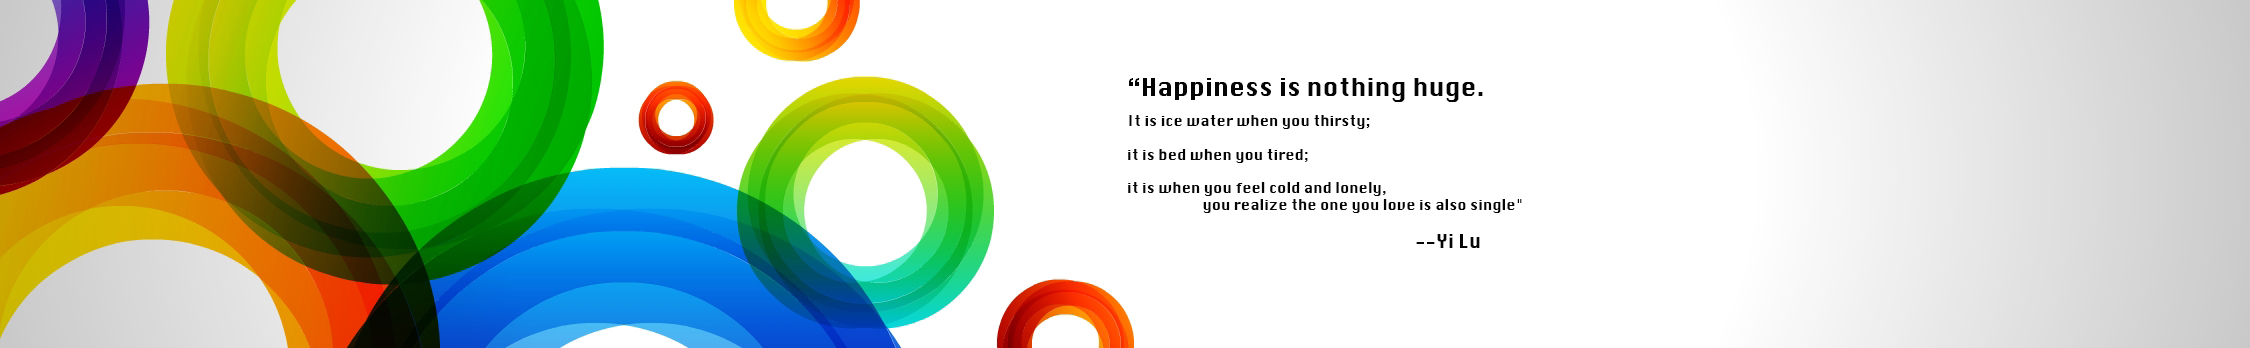 “Happiness is nothing huge.
It is ice water when you thirsty;
it is bed when you tired;
it is when you feel cold and lonely,
you realize the one you love is also single"
--Yi Lu